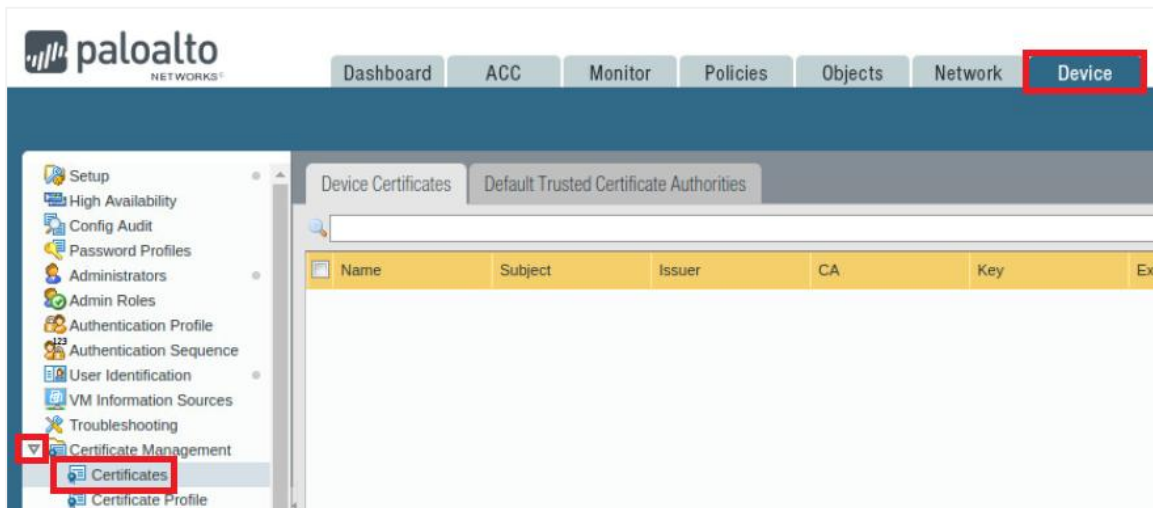 paloalto
NETWORKS®
Dashboard ACC Monitor Policies Objects Network Device
Setup
High Availability
Config Audit
Password Profiles
Administrators
Admin Roles
Authentication Profile
123
Authentication Sequence
User Identification
VM Information Sources
Troubleshooting
Certificate Management
Certificates
Certificate Profile
Device Certificates Default Trusted Certificate Authorities
Name Subject Issuer CA Key Ex